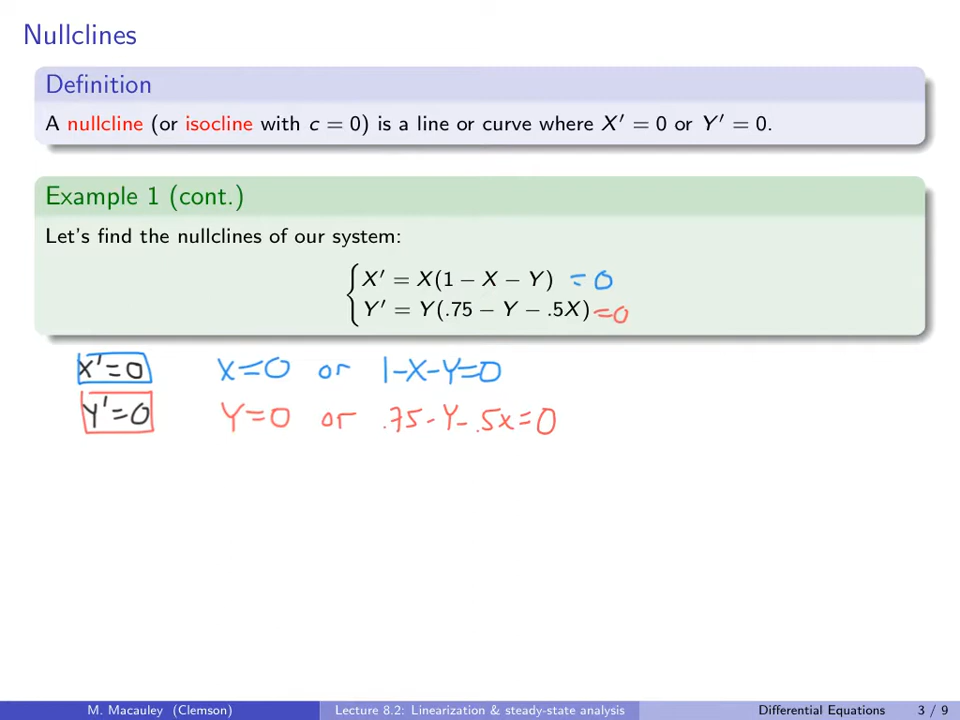 Nullclines
Definition
A nullcline (or isocline with c = 0) is a line or curve where X′ = 0 or Y′ = 0.
Example 1 (cont.)
Let's find the nullclines of our system:
X′ = X(1 − X − Y) = 0
Y′ = Y(.75 − Y − .5X) = 0
X′=0 X=0 or 1-X-Y=0
Y′=0 Y=0 or .75-Y-.5x=0
M. Macauley (Clemson) Lecture 8.2: Linearization & steady-state analysis Differential Equations 3 / 9